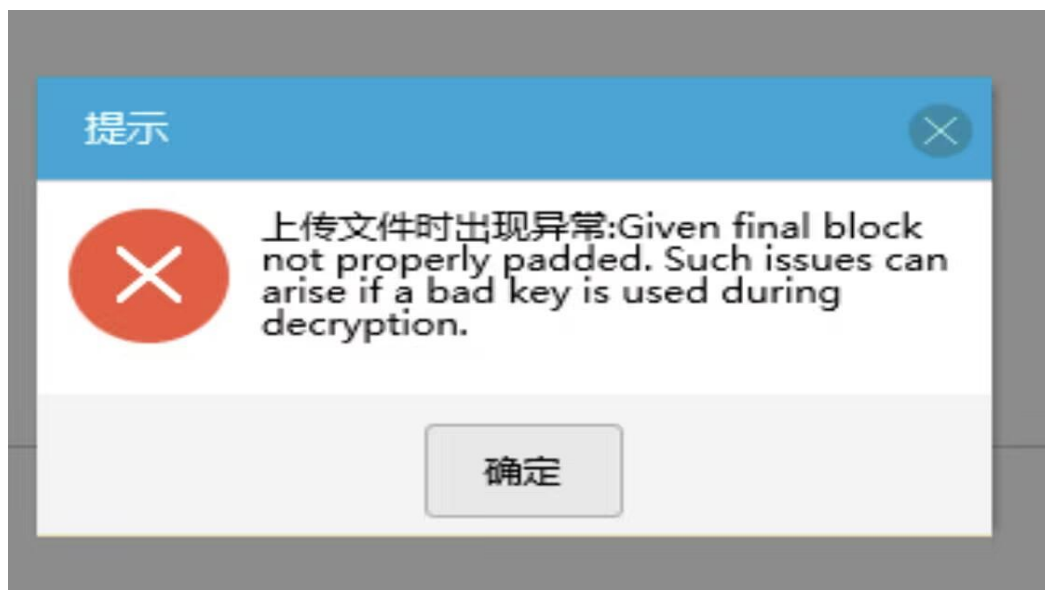 提示
上传文件时出现异常:Given final block
not properly padded. Such issues can
arise if a bad key is used during
decryption.
确定